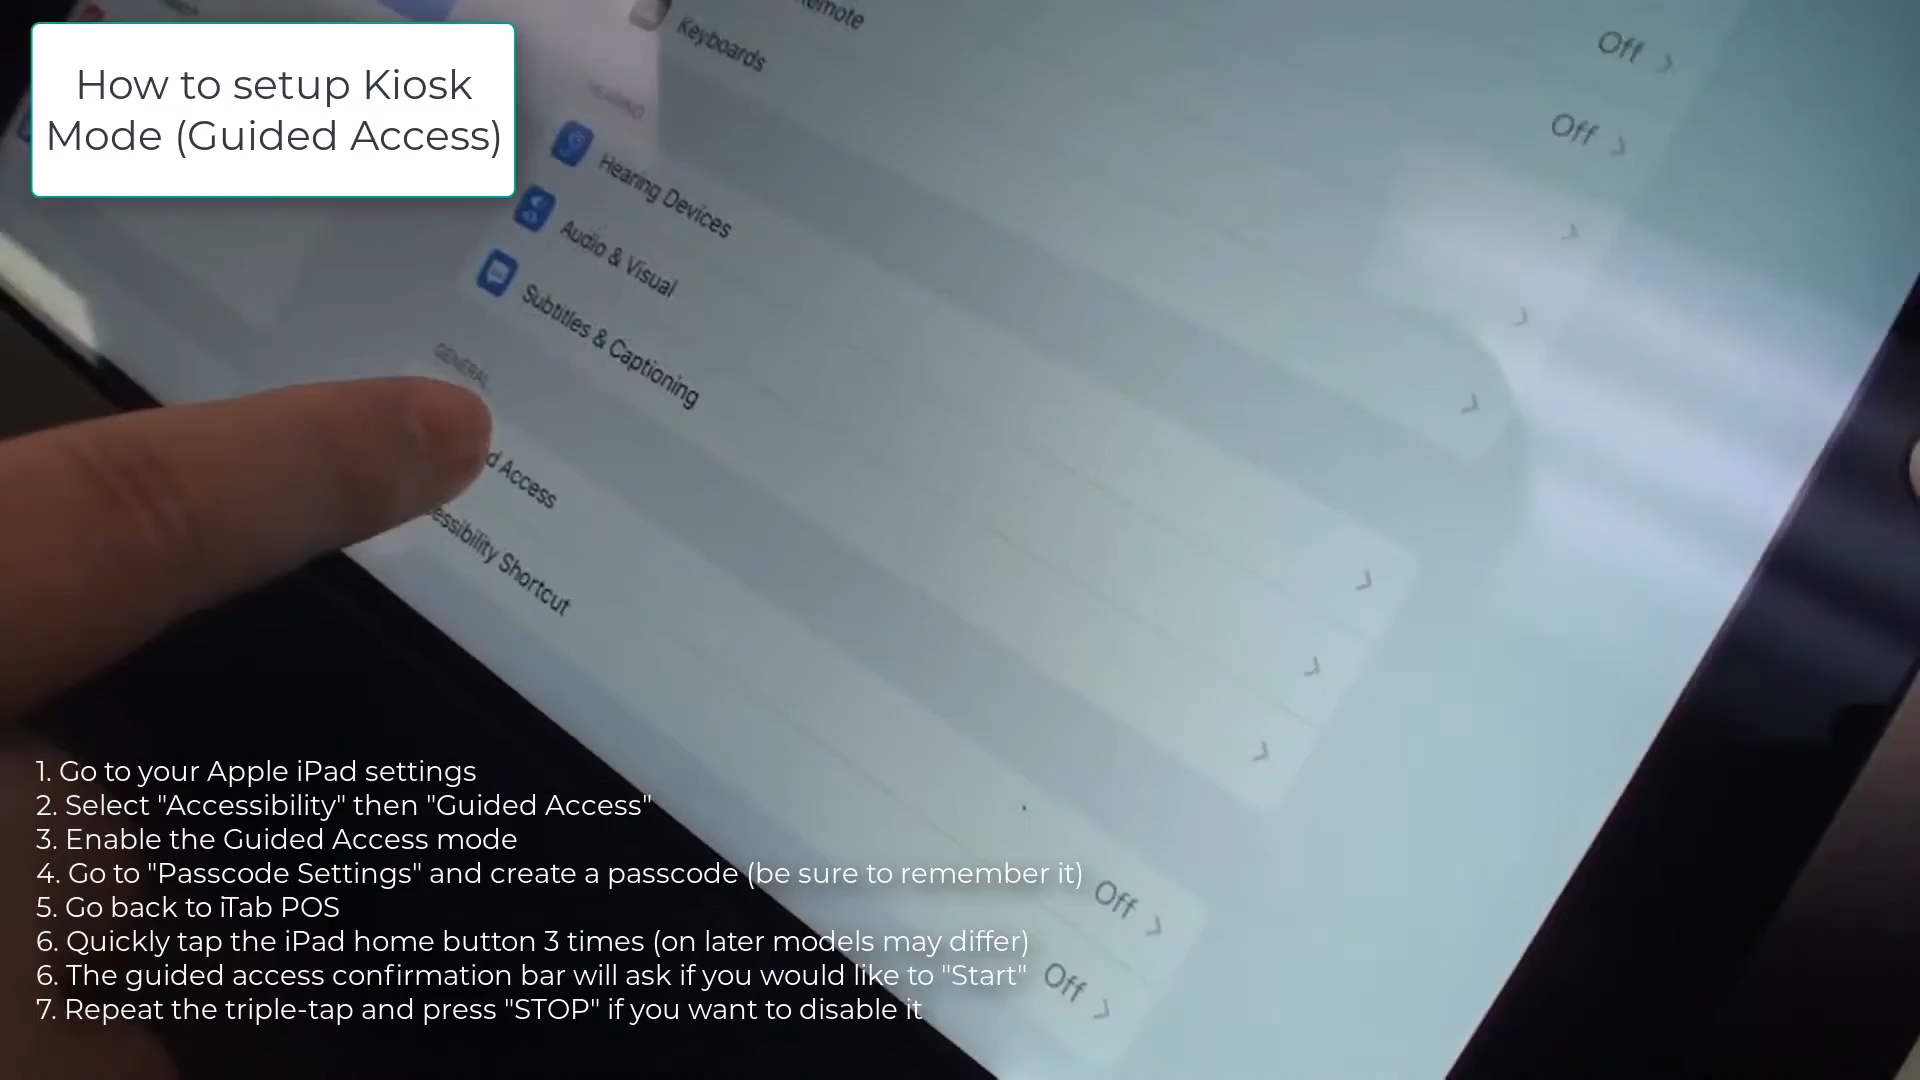 How to setup Kiosk
Mode (Guided Access)
Keyboards
Off
Off
Hearing Devices
Audio & Visual
Subtitles & Captioning
GENERAL
d Access
Off
essibility Shortcut
Off
1. Go to your Apple iPad settings
2. Select "Accessibility" then "Guided Access"
3. Enable the Guided Access mode
4. Go to "Passcode Settings" and create a passcode (be sure to remember it)
5. Go back to iTab POS
6. Quickly tap the iPad home button 3 times (on later models may differ)
6. The guided access confirmation bar will ask if you would like to "Start"
7. Repeat the triple-tap and press "STOP" if you want to disable it